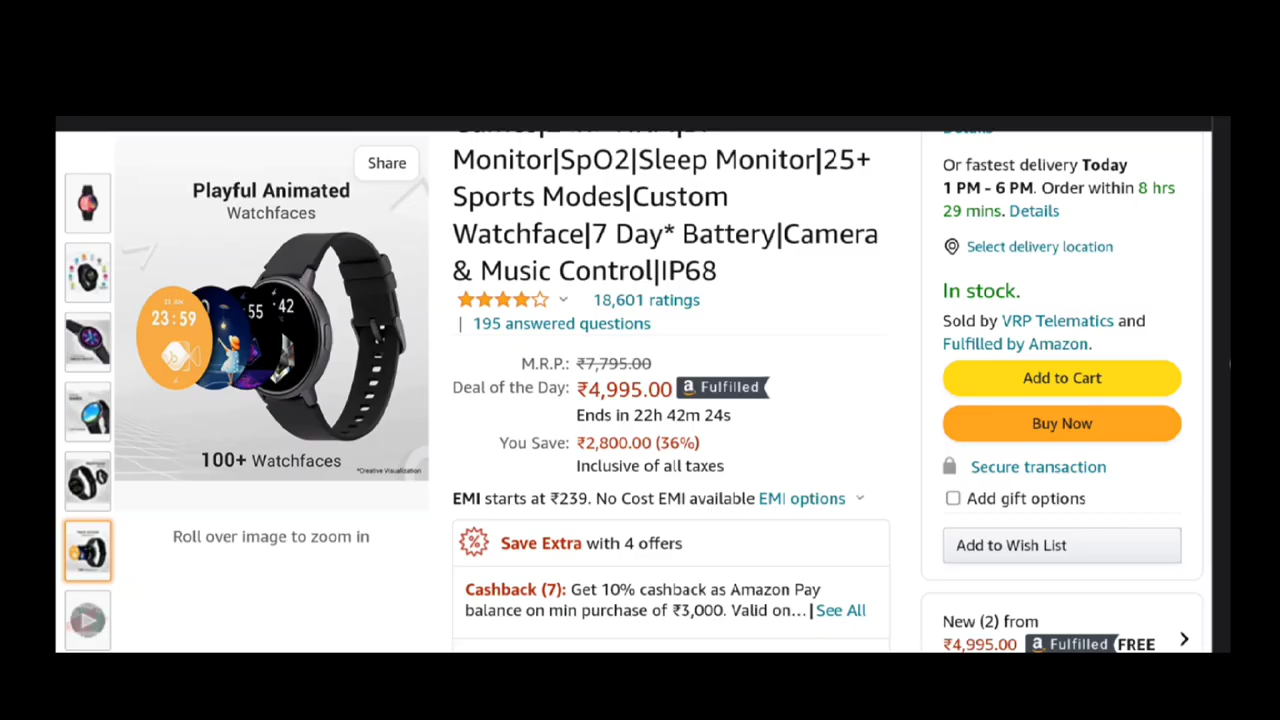 Share
Playful Animated
Watchfaces
23:59
55
:42
100+ Watchfaces
*Creative Visualization
Roll over image to zoom in
Monitor|SpO2|Sleep Monitor|25+
Sports Modes|Custom
Watchface|7 Day* Battery|Camera
& Music Control|IP68
18,601 ratings
| 195 answered questions
M.R.P.: ₹7,795.00
Deal of the Day: ₹4,995.00 a Fulfilled
Ends in 22h 42m 24s
You Save: ₹2,800.00 (36%)
Inclusive of all taxes
EMI starts at ₹239. No Cost EMI available EMI options
Save Extra with 4 offers
Cashback (7): Get 10% cashback as Amazon Pay
balance on min purchase of ₹3,000. Valid on... | See All
Details
Or fastest delivery Today
1 PM - 6 PM. Order within 8 hrs
29 mins. Details
Select delivery location
In stock.
Sold by VRP Telematics and
Fulfilled by Amazon.
Add to Cart
Buy Now
Secure transaction
Add gift options
Add to Wish List
New (2) from
₹4,995.00 a Fulfilled FREE